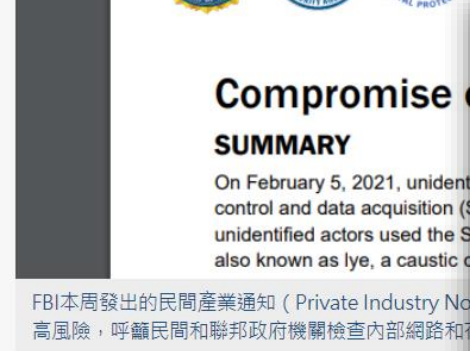 Compromise
SUMMARY
On February 5, 2021,
control and data acquisition
unidentified actors used the
also known as lye, a caustic
FBI本周發出的民間產業通知（Private Industry
高風險，呼籲民間和聯邦政府機關檢查內部網路和